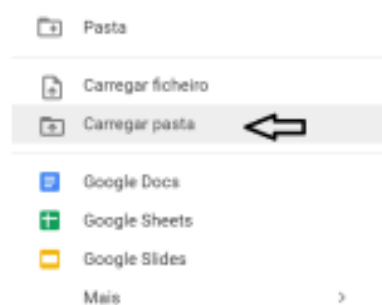 Pasta
Carregar ficheiro
Carregar pasta
Google Docs
Google Sheets
Google Slides
Mais